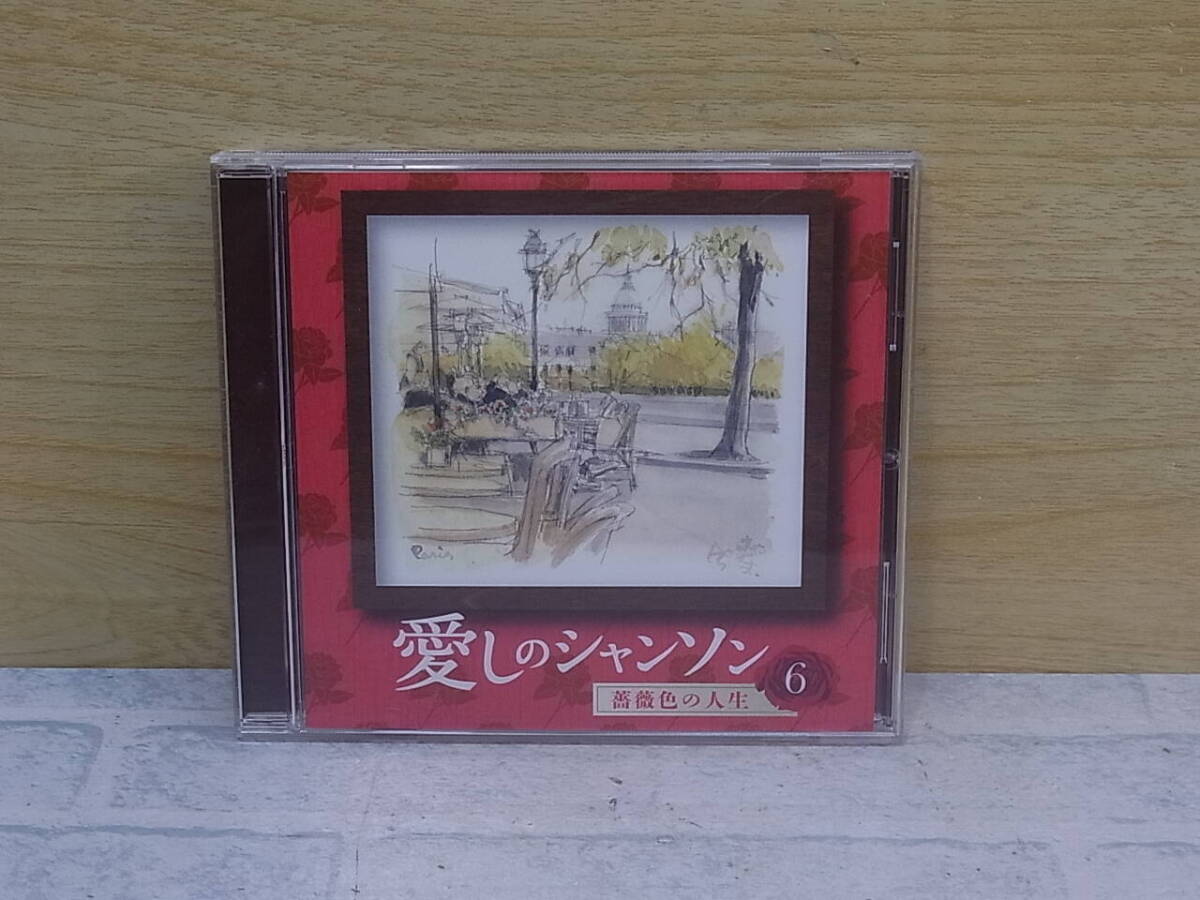 Paris
愛しのシャンソン
6
薔薇色の人生